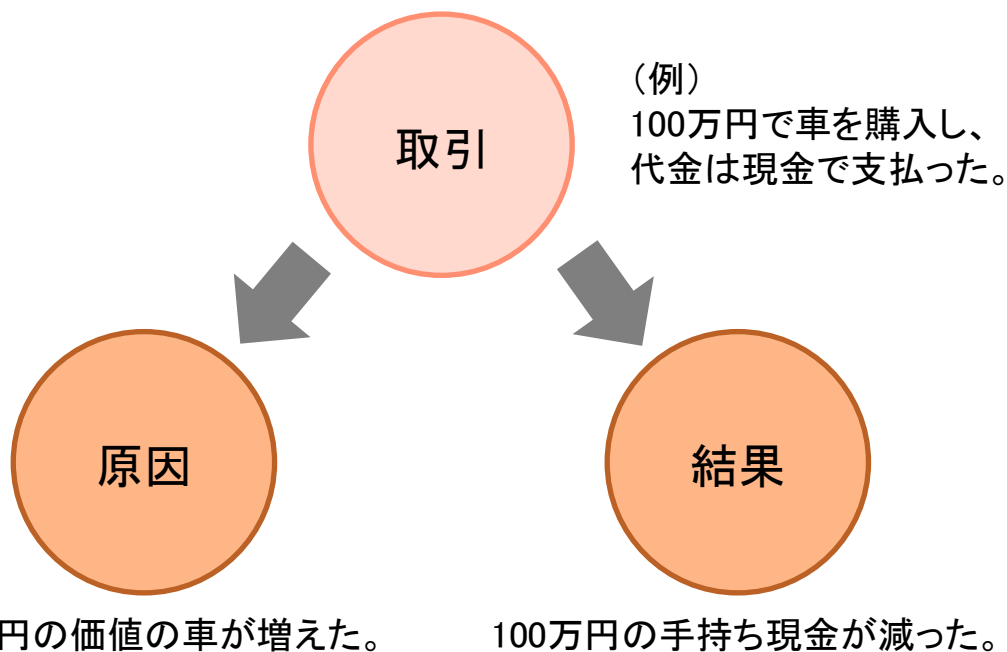 取引
（例）
100万円で車を購入し、
代金は現金で支払った。
原因
結果
円の価値の車が増えた。
100万円の手持ち現金が減った。